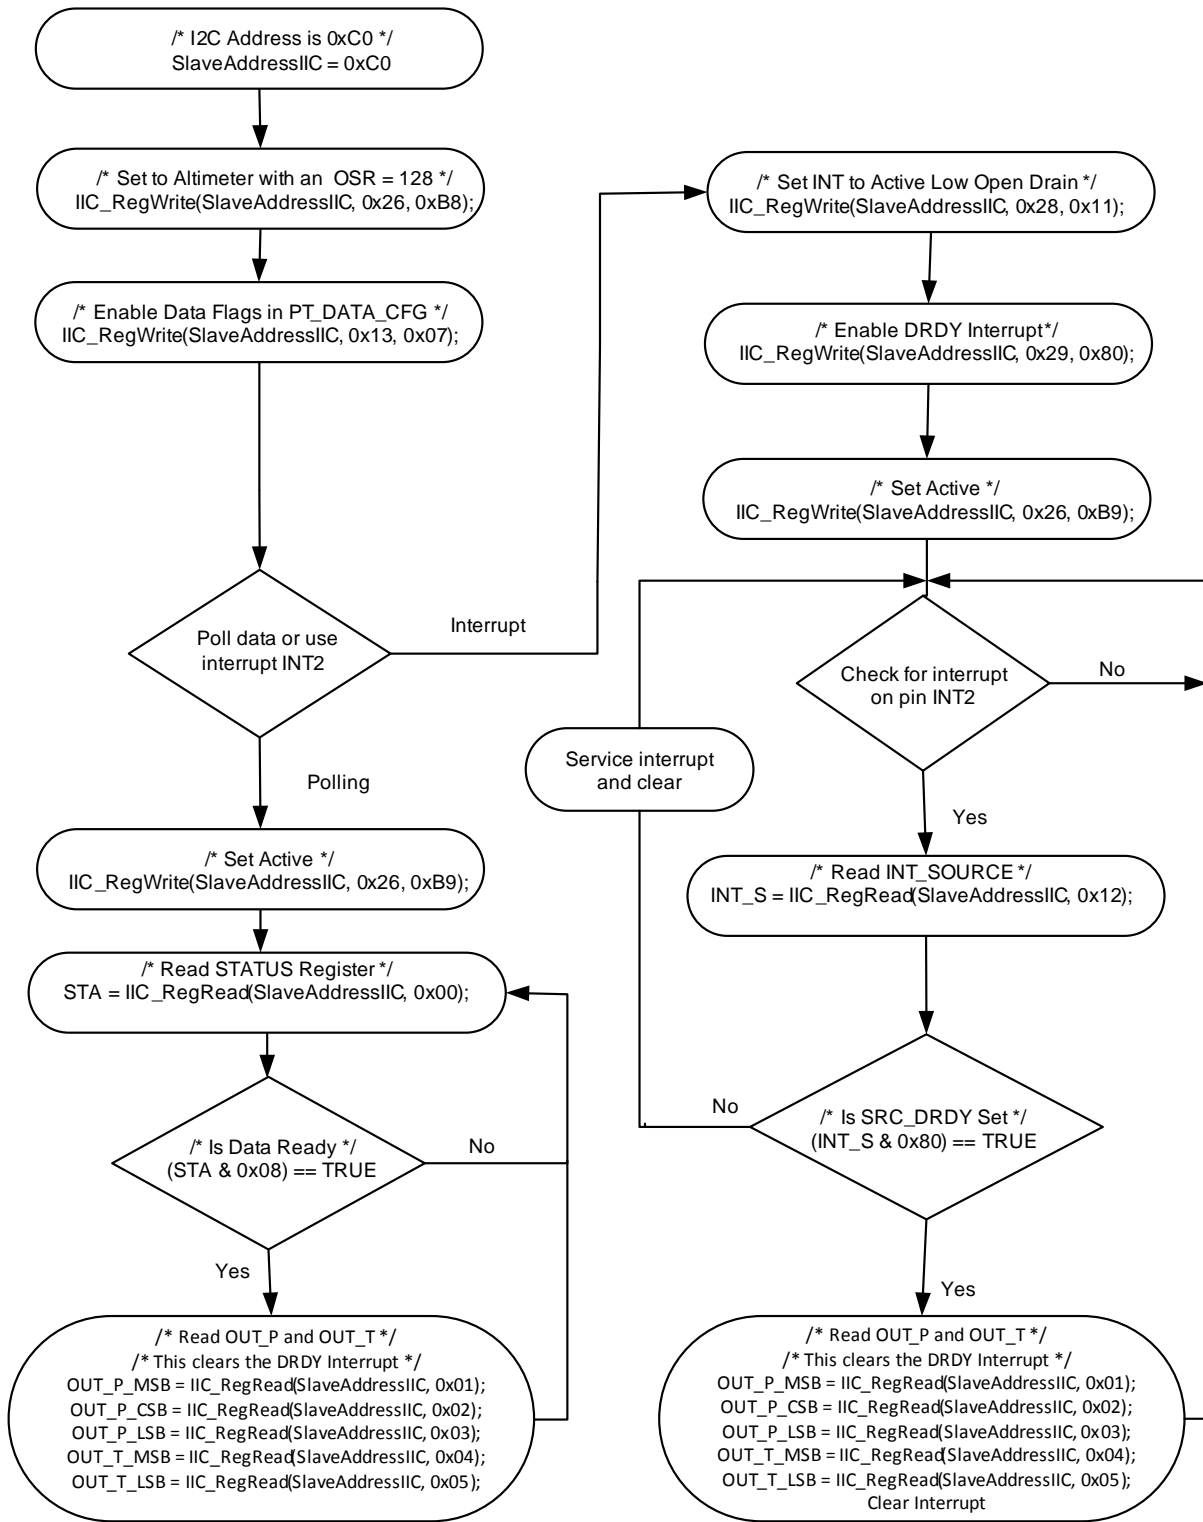 /* I2C Address is 0xC0 */
SlaveAddressIIC = 0xC0
/* Set to Altimeter with an OSR = 128 */
IIC_RegWrite(SlaveAddressIIC, 0x26, 0xB8);
/* Enable Data Flags in PT_DATA_CFG */
IIC_RegWrite(SlaveAddressIIC, 0x13, 0x07);
Poll data or use
interrupt INT2
Interrupt
Polling
/* Set Active */
IIC_RegWrite(SlaveAddressIIC, 0x26, 0xB9);
/* Read STATUS Register */
STA = IIC_RegRead(SlaveAddressIIC, 0x00);
/* Is Data Ready */
(STA & 0x08) == TRUE
No
Yes
/* Read OUT_P and OUT_T */
/* This clears the DRDY Interrupt */
OUT_P_MSB = IIC_RegRead(SlaveAddressIIC, 0x01);
OUT_P_CSB = IIC_RegRead(SlaveAddressIIC, 0x02);
OUT_P_LSB = IIC_RegRead(SlaveAddressIIC, 0x03);
OUT_T_MSB = IIC_RegRead(SlaveAddressIIC, 0x04);
OUT_T_LSB = IIC_RegRead(SlaveAddressIIC, 0x05);
/* Set INT to Active Low Open Drain */
IIC_RegWrite(SlaveAddressIIC, 0x28, 0x11);
/* Enable DRDY Interrupt*/
IIC_RegWrite(SlaveAddressIIC, 0x29, 0x80);
/* Set Active */
IIC_RegWrite(SlaveAddressIIC, 0x26, 0xB9);
Check for interrupt
on pin INT2
No
Service interrupt
and clear
Yes
/* Read INT_SOURCE */
INT_S = IIC_RegRead(SlaveAddressIIC, 0x12);
/* Is SRC_DRDY Set */
(INT_S & 0x80) == TRUE
No
Yes
/* Read OUT_P and OUT_T */
/* This clears the DRDY Interrupt */
OUT_P_MSB = IIC_RegRead(SlaveAddressIIC, 0x01);
OUT_P_CSB = IIC_RegRead(SlaveAddressIIC, 0x02);
OUT_P_LSB = IIC_RegRead(SlaveAddressIIC, 0x03);
OUT_T_MSB = IIC_RegRead(SlaveAddressIIC, 0x04);
OUT_T_LSB = IIC_RegRead(SlaveAddressIIC, 0x05);
Clear Interrupt